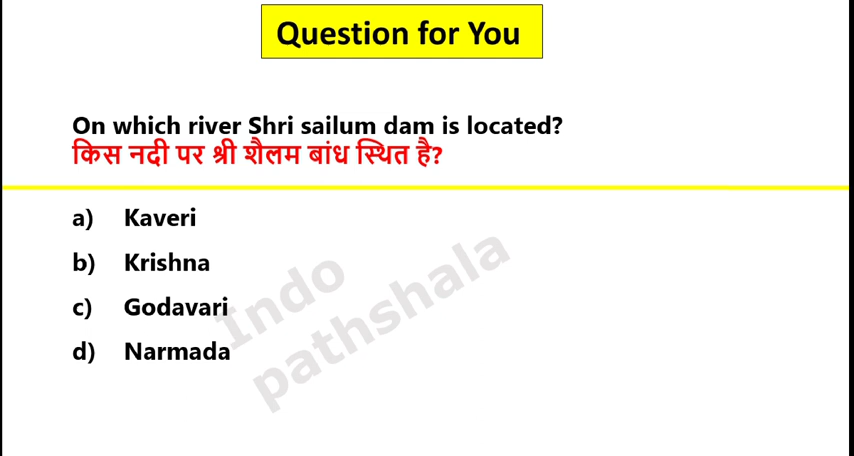 Question for You
On which river Shri sailum dam is located?
किस नदी पर श्री शैलम बांध स्थित है?
a) Kaveri
b) Krishna
c) Godavari
d) Narmada
Indo
pathshala